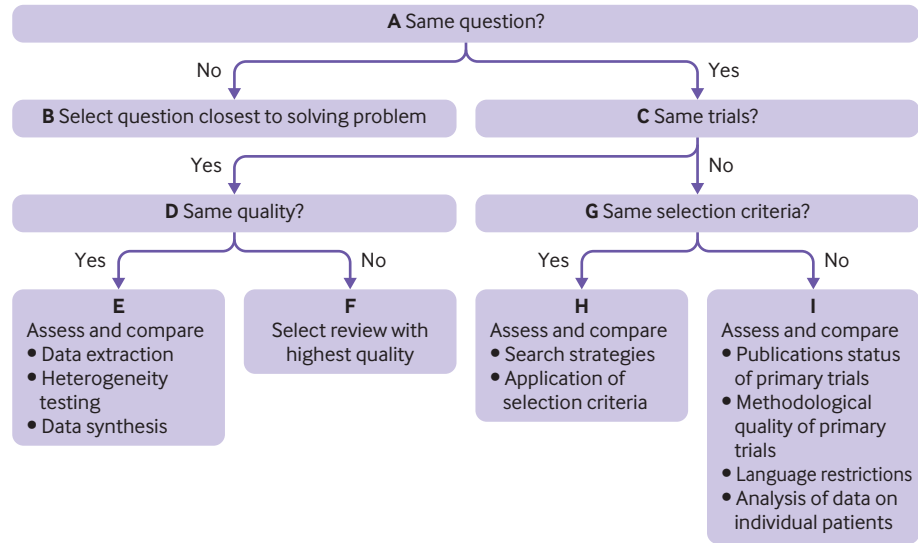 A Same question?
No
Yes
B Select question closest to solving problem
C Same trials?
Yes
No
D Same quality?
G Same selection criteria?
Yes
No
Yes
No
E
Assess and compare
• Data extraction
• Heterogeneity
testing
• Data synthesis
F
Select review with
highest quality
H
Assess and compare
• Search strategies
• Application of
selection criteria
I
Assess and compare
• Publications status
of primary trials
• Methodological
quality of primary
trials
• Language restrictions
• Analysis of data on
individual patients